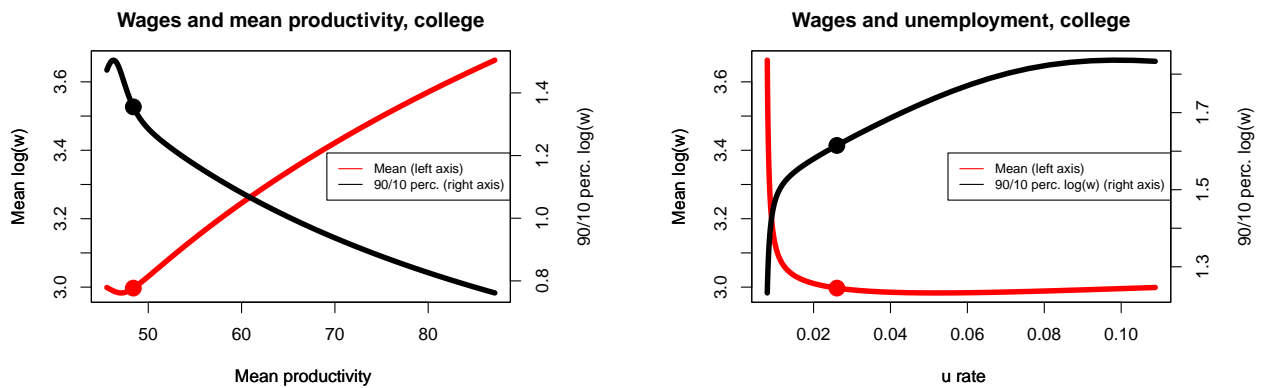 Wages and mean productivity, college
Mean log(w)
3.0 3.2 3.4 3.6
Mean (left axis)
90/10 perc. (right axis)
0.8 1.0 1.2 1.4
90/10 perc. log(w)
50 60 70 80
Mean productivity
Wages and unemployment, college
Mean log(w)
3.0 3.2 3.4 3.6
Mean (left axis)
90/10 perc. log(w) (right axis)
1.3 1.5 1.7
90/10 perc. log(w)
0.02 0.04 0.06 0.08 0.10
u rate